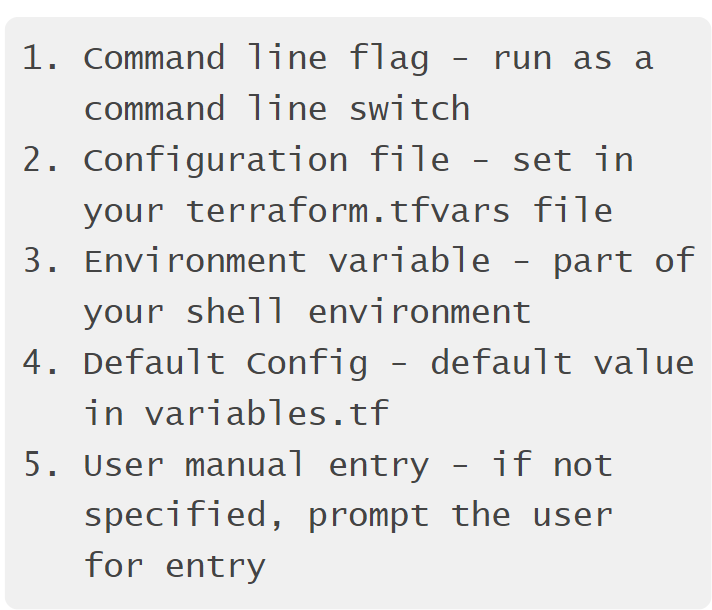 1. Command line flag - run as a
command line switch
2. Configuration file - set in
your terraform.tfvars file
3. Environment variable - part of
your shell environment
4. Default Config - default value
in variables.tf
5. User manual entry - if not
specified, prompt the user
for entry